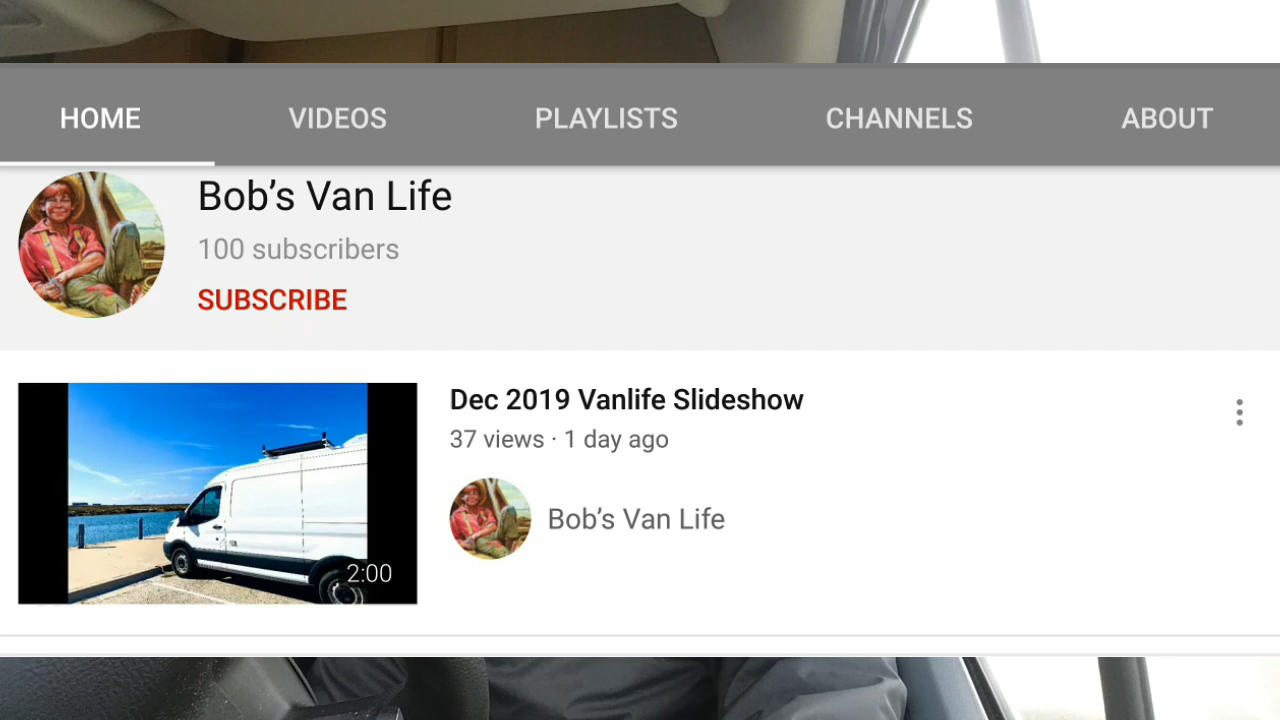 HOME VIDEOS PLAYLISTS CHANNELS ABOUT
Bob’s Van Life
100 subscribers
SUBSCRIBE
Dec 2019 Vanlife Slideshow
37 views · 1 day ago
Bob’s Van Life
2:00